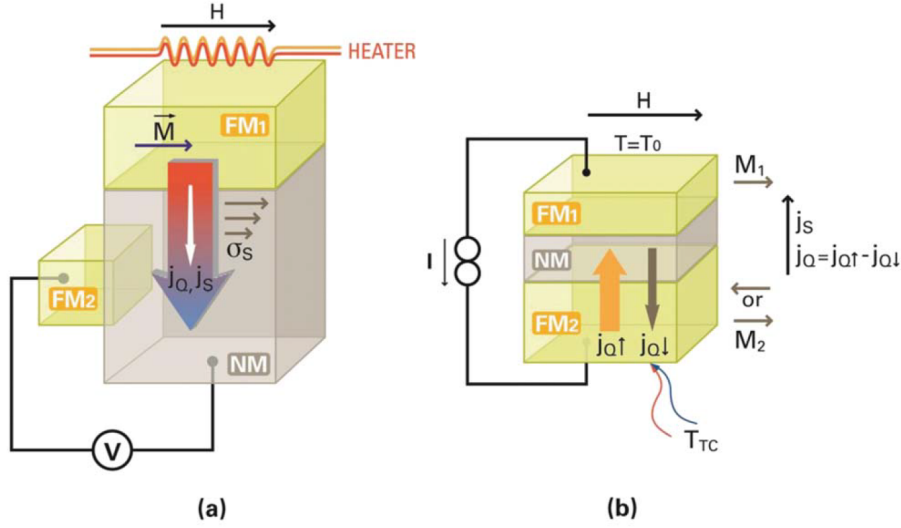 H
HEATER
FM1
M
σS
jQ, jS
FM2
NM
V
(a)
H
T=T0
M1
FM1
jS
jQ=jQ↑-jQ↓
I
NM
or
FM2
M2
jQ↑ jQ↓
TTC
(b)